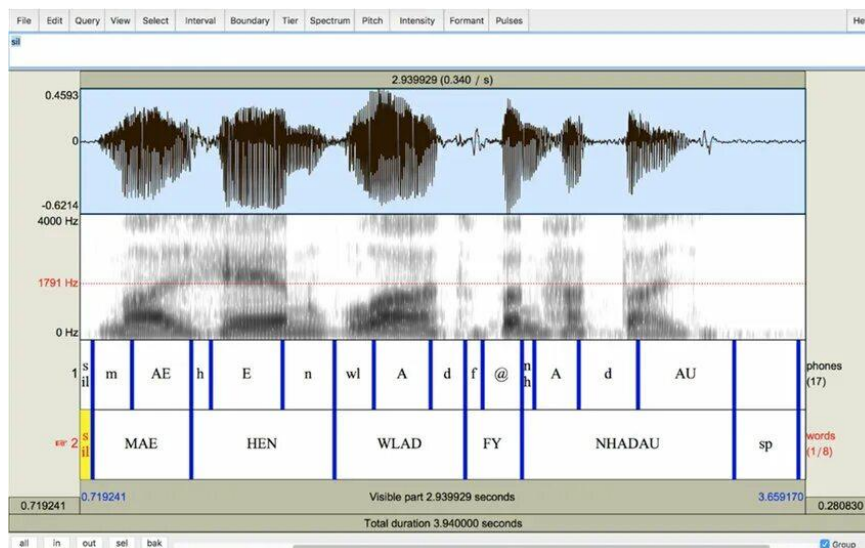 File Edit Query View Select Interval Boundary Tier Spectrum Pitch Intensity Formant Pulses He
sil
2.939929 (0.340 / s)
0.4593
0
-0.6214
4000 Hz
1791 Hz
0 Hz
1 sil m AE h E n wl A d f @ nh A d AU phones (17)
2 sil MAE HEN WLAD FY NHADAU sp words (1/8)
0.719241 Visible part 2.939929 seconds 3.659170
0.719241 0.280830
Total duration 3.940000 seconds
all in out sel bak Group